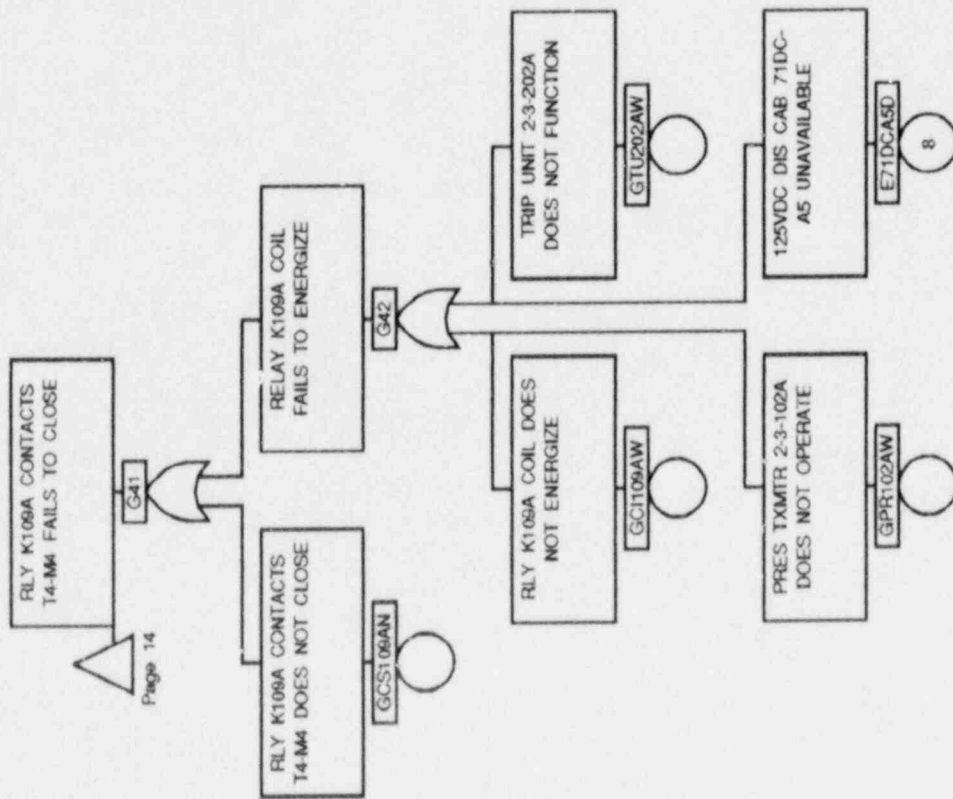 RLY K109A CONTACTS
T4-M4 FAILS TO CLOSE
G41
Page 14
RLY K109A CONTACTS
T4-M4 DOES NOT CLOSE
GCS109AN
RELAY K109A COIL
FAILS TO ENERGIZE
G42
RLY K109A COIL DOES
NOT ENERGIZE
GCI109AW
TRIP UNIT 2-3-202A
DOES NOT FUNCTION
GTU202AW
PRES TXMTR 2-3-102A
DOES NOT OPERATE
GPR102AW
125VDC DIS CAB 71DC-
A5 UNAVAILABLE
E71DCA5D
8